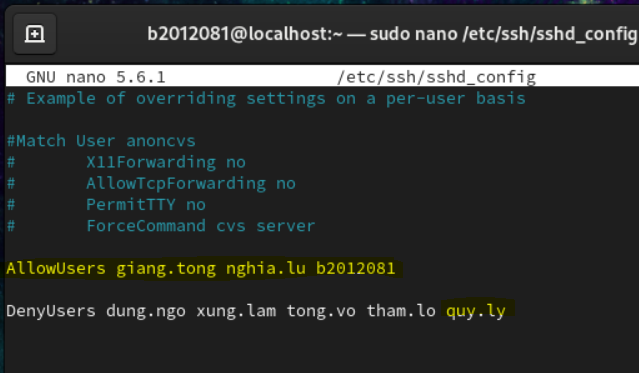 b2012081@localhost:~ — sudo nano /etc/ssh/sshd_config
GNU nano 5.6.1 /etc/ssh/sshd_config
# Example of overriding settings on a per-user basis
#Match User anoncvs
# X11Forwarding no
# AllowTcpForwarding no
# PermitTTY no
# ForceCommand cvs server
AllowUsers giang.tong nghia.lu b2012081
DenyUsers dung.ngo xung.lam tong.vo tham.lo quy.ly